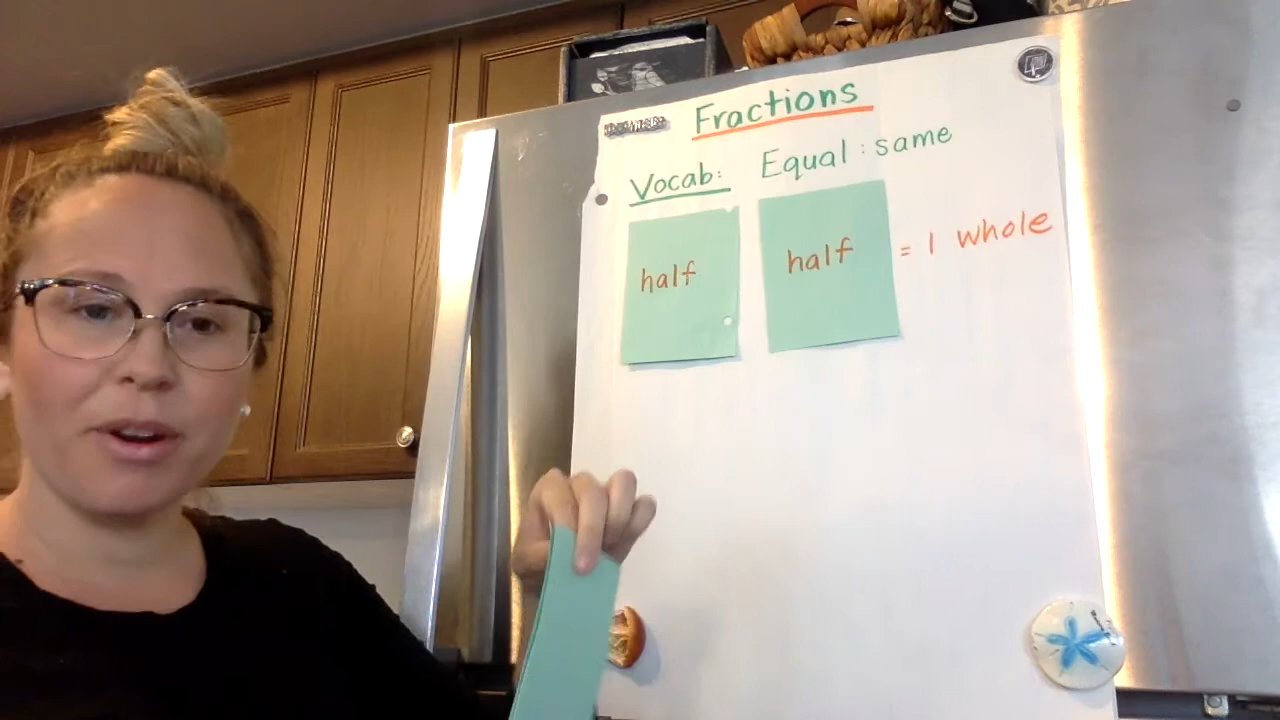 Fractions
Vocab: Equal : same
half half = 1 whole